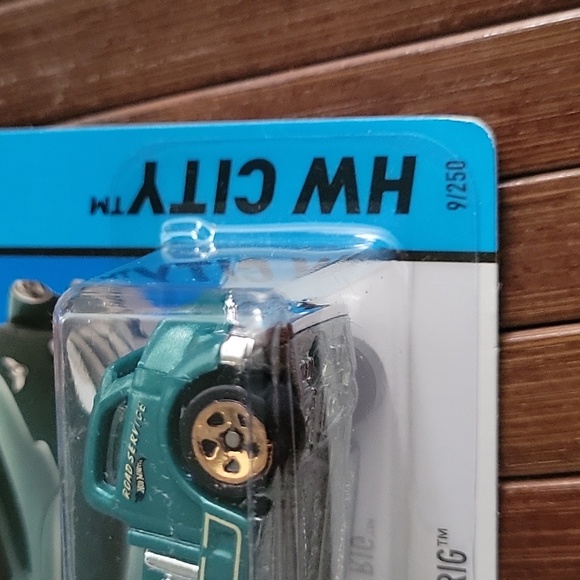 HW CITY™
9/250
ROAD SERVICE
RIG™